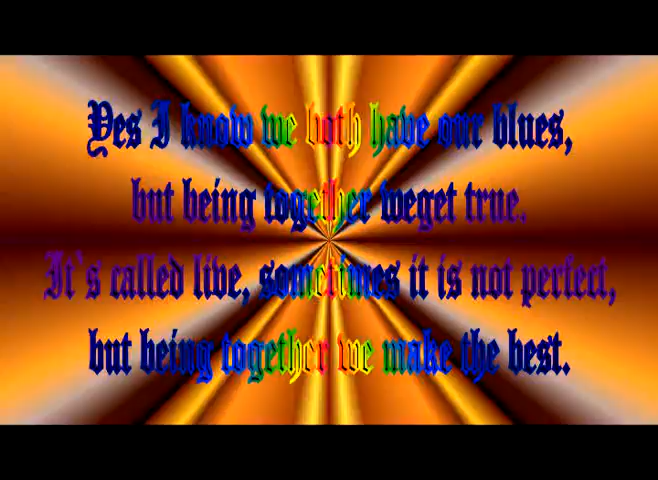 Yes I know we both have our blues,
but being together weget true.
It's called live, sometimes it is not perfect,
but being together we make the best.